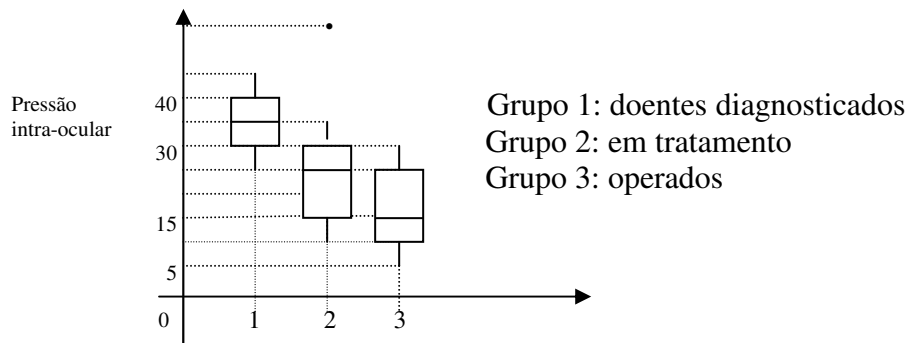 Pressão
intra-ocular
40
30
15
5
0
1
2
3
Grupo 1: doentes diagnosticados
Grupo 2: em tratamento
Grupo 3: operados